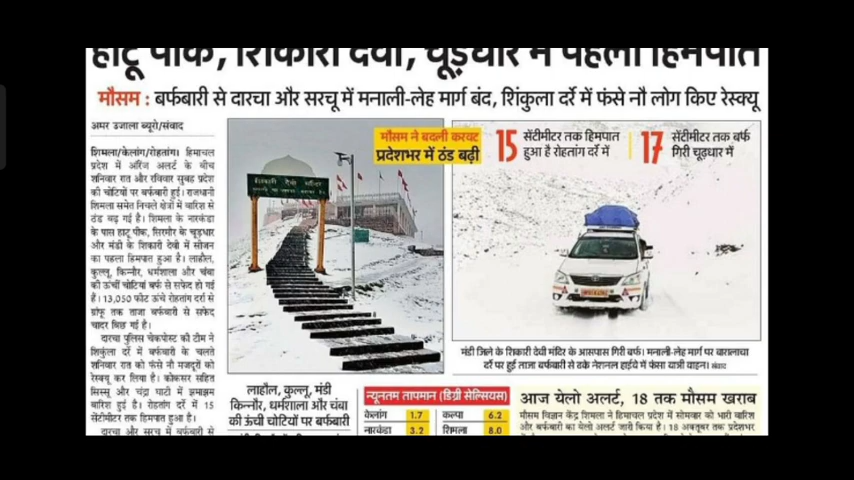 हाटू पीक, शिकारी देवी, चूड़धार में पहला हिमपात
मौसम : बर्फबारी से दारचा और सरचू में मनाली-लेह मार्ग बंद, शिंकुला दर्रे में फंसे नौ लोग किए रेस्क्यू
अमर उजाला ब्यूरो/संवाद
शिमला/केलांग/रोहतांग। हिमाचल
प्रदेश में ऑरेंज अलर्ट के बीच
शनिवार रात और रविवार सुबह प्रदेश
की चोटियों पर बर्फबारी हुई। राजधानी
शिमला समेत निचले क्षेत्रों में बारिश से
ठंड बढ़ गई है। शिमला के नारकंडा
के पास हाटू पीक, सिरमौर के चूड़धार
और मंडी के शिकारी देवी में सीजन
का पहला हिमपात हुआ है। लाहौल,
कुल्लू, किन्नौर, धर्मशाला और चंबा
की ऊंची चोटियां बर्फ से सफेद हो गई
हैं। 13,050 फीट ऊंचे रोहतांग दर्रा से
ग्रांफू तक ताजा बर्फबारी से सफेद
चादर बिछ गई है।
दारचा पुलिस चेकपोस्ट की टीम ने
शिंकुला दर्रे में बर्फबारी के चलते
शनिवार रात को फंसे नौ मजदूरों को
रेस्क्यू कर लिया है। कोकसर सहित
सिस्सू और चंद्रा घाटी में झमाझम
बारिश हुई है। रोहतांग दर्रे में 15
सेंटीमीटर तक हिमपात हुआ है।
दारचा और सरचू में बर्फबारी से
मौसम ने बदली करवट
प्रदेशभर में ठंड बढ़ी
15 सेंटीमीटर तक हिमपात
हुआ है रोहतांग दर्रे में
17 सेंटीमीटर तक बर्फ
गिरी चूड़धार में
शिकारी देवी मन्दिर
मंडी जिले के शिकारी देवी मंदिर के आसपास गिरी बर्फ। मनाली-लेह मार्ग पर बारालाचा
दर्रे पर हुई ताजा बर्फबारी से ढके नेशनल हाईवे में फंसा यात्री वाहन। संवाद
लाहौल, कुल्लू, मंडी
किन्नौर, धर्मशाला और चंबा
की ऊंची चोटियों पर बर्फबारी
न्यूनतम तापमान (डिग्री सेल्सियस)
केलांग 1.7 कल्पा 6.2
नारकंडा 3.2 शिमला 8.0
आज येलो अलर्ट, 18 तक मौसम खराब
मौसम विज्ञान केंद्र शिमला ने हिमाचल प्रदेश में सोमवार को भारी बारिश
और बर्फबारी का येलो अलर्ट जारी किया है। 18 अक्तूबर तक प्रदेशभर